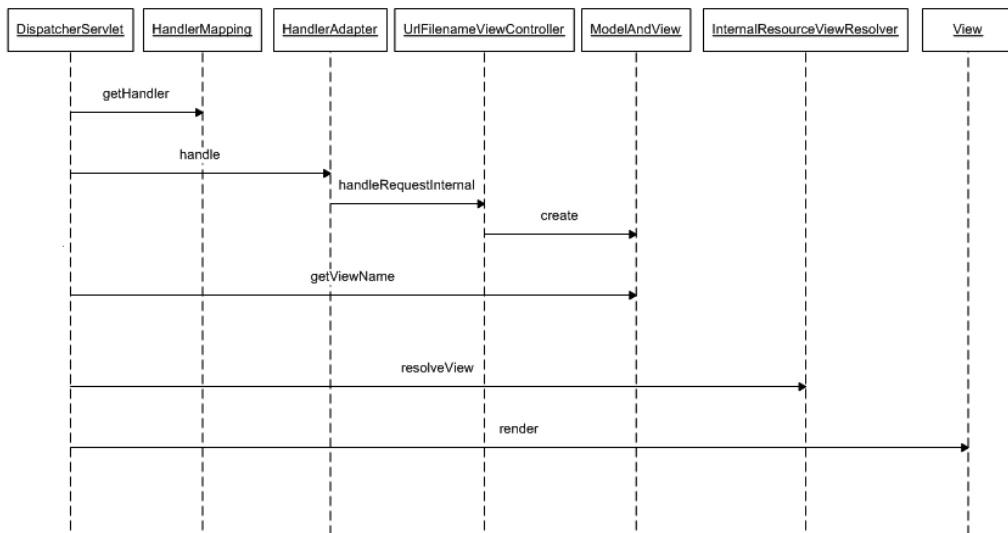 DispatcherServlet HandlerMapping HandlerAdapter UrlFilenameViewController ModelAndView InternalResourceViewResolver View
getHandler
handle
handleRequestInternal
create
getViewName
resolveView
render